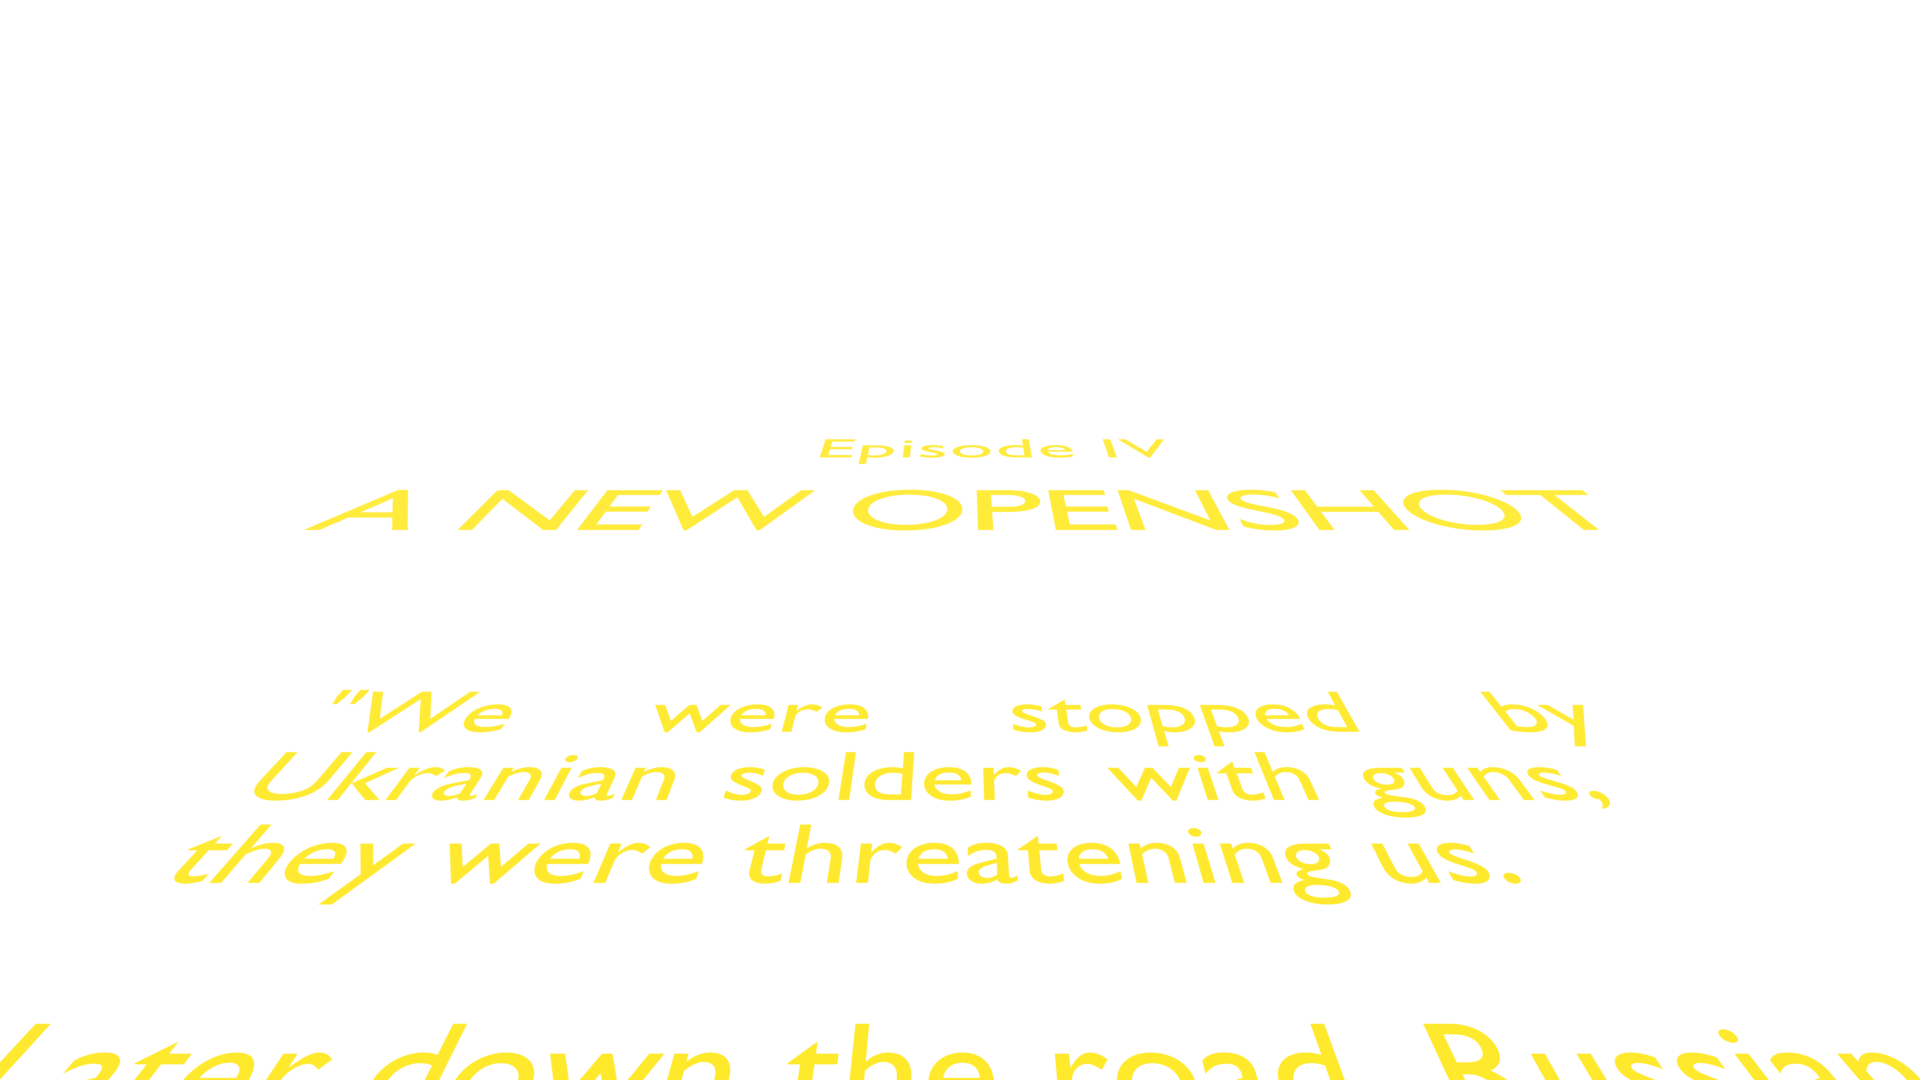 Episode IV
A NEW OPENSHOT
"We were stopped by
Ukranian solders with guns,
they were threatening us.
Later down the road, Russian